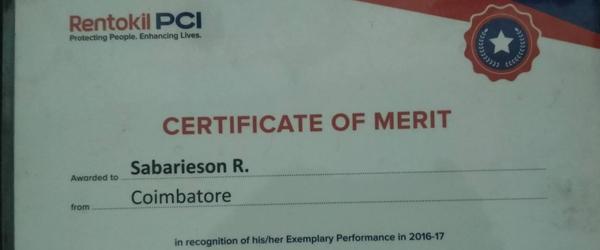 Rentokil PCI
Protecting People. Enhancing Lives.
CERTIFICATE OF MERIT
Awarded to Sabarieson R.
from Coimbatore
in recognition of his/her Exemplary Performance in 2016-17